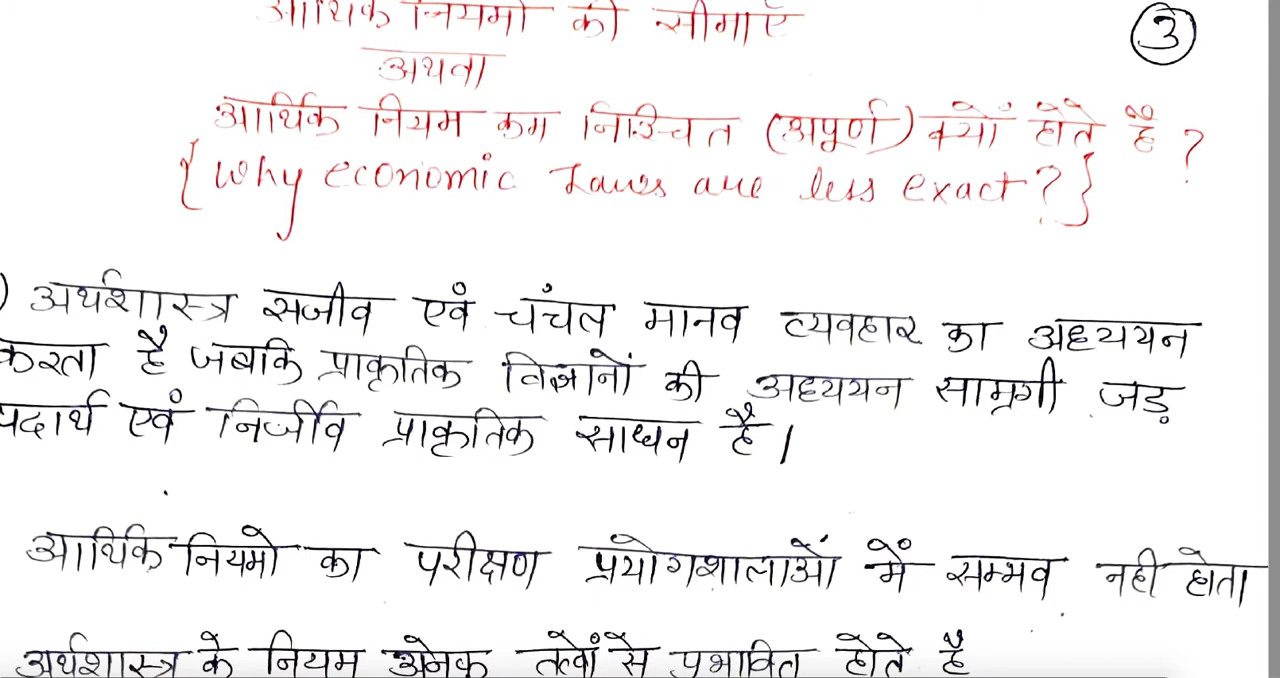 आर्थिक नियमों की सीमाएँ
3
अथवा
आर्थिक नियम कम निश्चित (अपूर्ण) क्यों होते हैं ?
{ Why economic Laws are less exact? }
) अर्थशास्त्र सजीव एवं चंचल मानव व्यवहार का अध्ययन
करता है जबकि प्राकृतिक विज्ञानों की अध्ययन सामग्री जड़
पदार्थ एवं निर्जीव प्राकृतिक साधन है।
आर्थिक नियमो का परीक्षण प्रयोगशालाओं में सम्भव नही होता
अर्थशास्त्र के नियम अनेक तत्वों से प्रभावित होते है